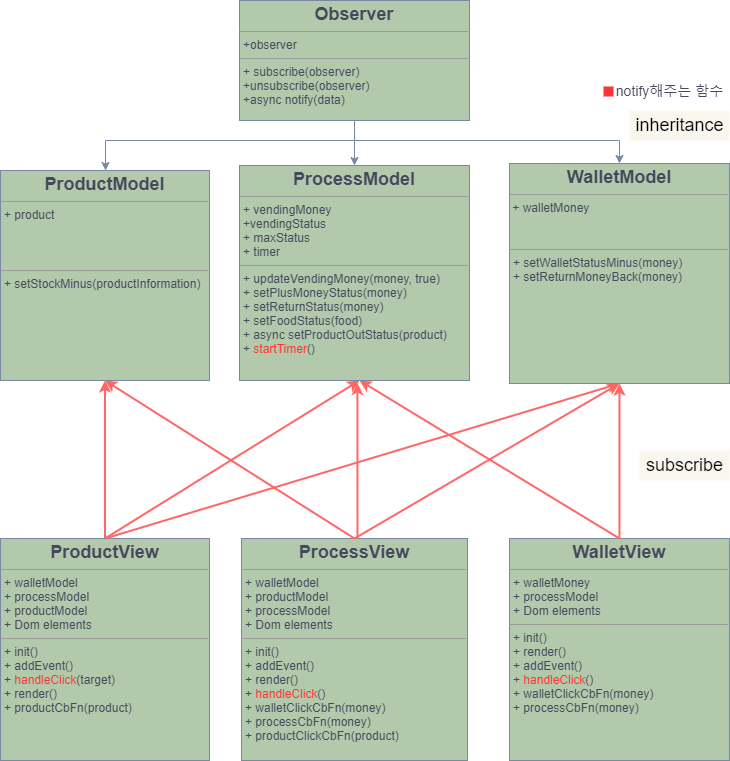 Observer
+observer
+ subscribe(observer)
+unsubscribe(observer)
+async notify(data)
notify해주는 함수
inheritance
ProductModel
+ product
+ setStockMinus(productInformation)
ProcessModel
+ vendingMoney
+vendingStatus
+ maxStatus
+ timer
+ updateVendingMoney(money, true)
+ setPlusMoneyStatus(money)
+ setReturnStatus(money)
+ setFoodStatus(food)
+ async setProductOutStatus(product)
+ startTimer()
WalletModel
+ walletMoney
+ setWalletStatusMinus(money)
+ setReturnMoneyBack(money)
subscribe
ProductView
+ walletModel
+ processModel
+ productModel
+ Dom elements
+ init()
+ addEvent()
+ handleClick(target)
+ render()
+ productCbFn(product)
ProcessView
+ walletModel
+ productModel
+ processModel
+ Dom elements
+ init()
+ addEvent()
+ render()
+ handleClick()
+ walletClickCbFn(money)
+ processCbFn(money)
+ productClickCbFn(product)
WalletView
+ walletMoney
+ processModel
+ Dom elements
+ init()
+ render()
+ addEvent()
+ handleClick()
+ walletClickCbFn(money)
+ processCbFn(money)